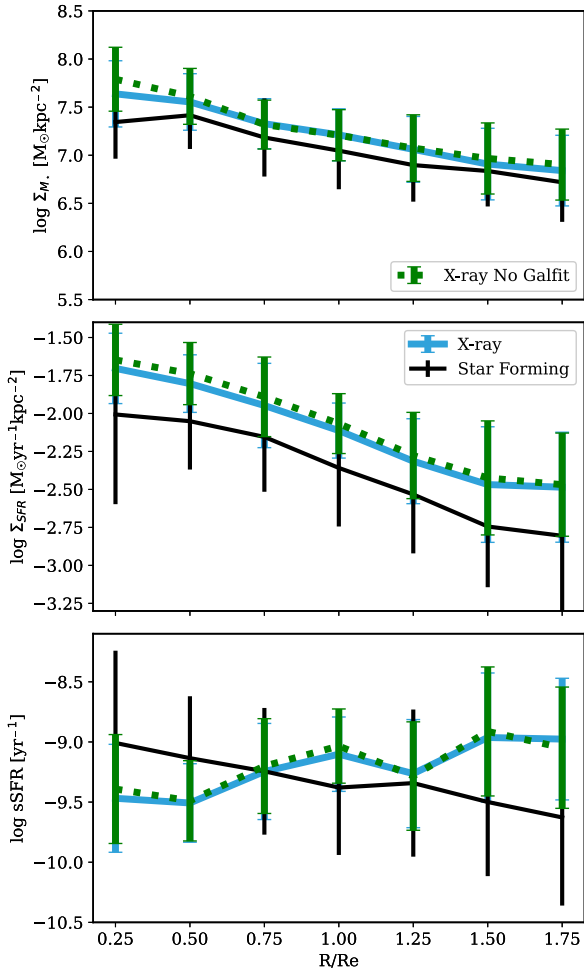 8.5
8.0
7.5
7.0
6.5
6.0
5.5
log Σ_{M_*} [M⊙kpc⁻²]
X-ray No Galfit
−1.50
−1.75
−2.00
−2.25
−2.50
−2.75
−3.00
−3.25
log Σ_{SFR} [M⊙yr⁻¹kpc⁻²]
X-ray
Star Forming
−8.5
−9.0
−9.5
−10.0
−10.5
log sSFR [yr⁻¹]
0.25 0.50 0.75 1.00 1.25 1.50 1.75
R/Re